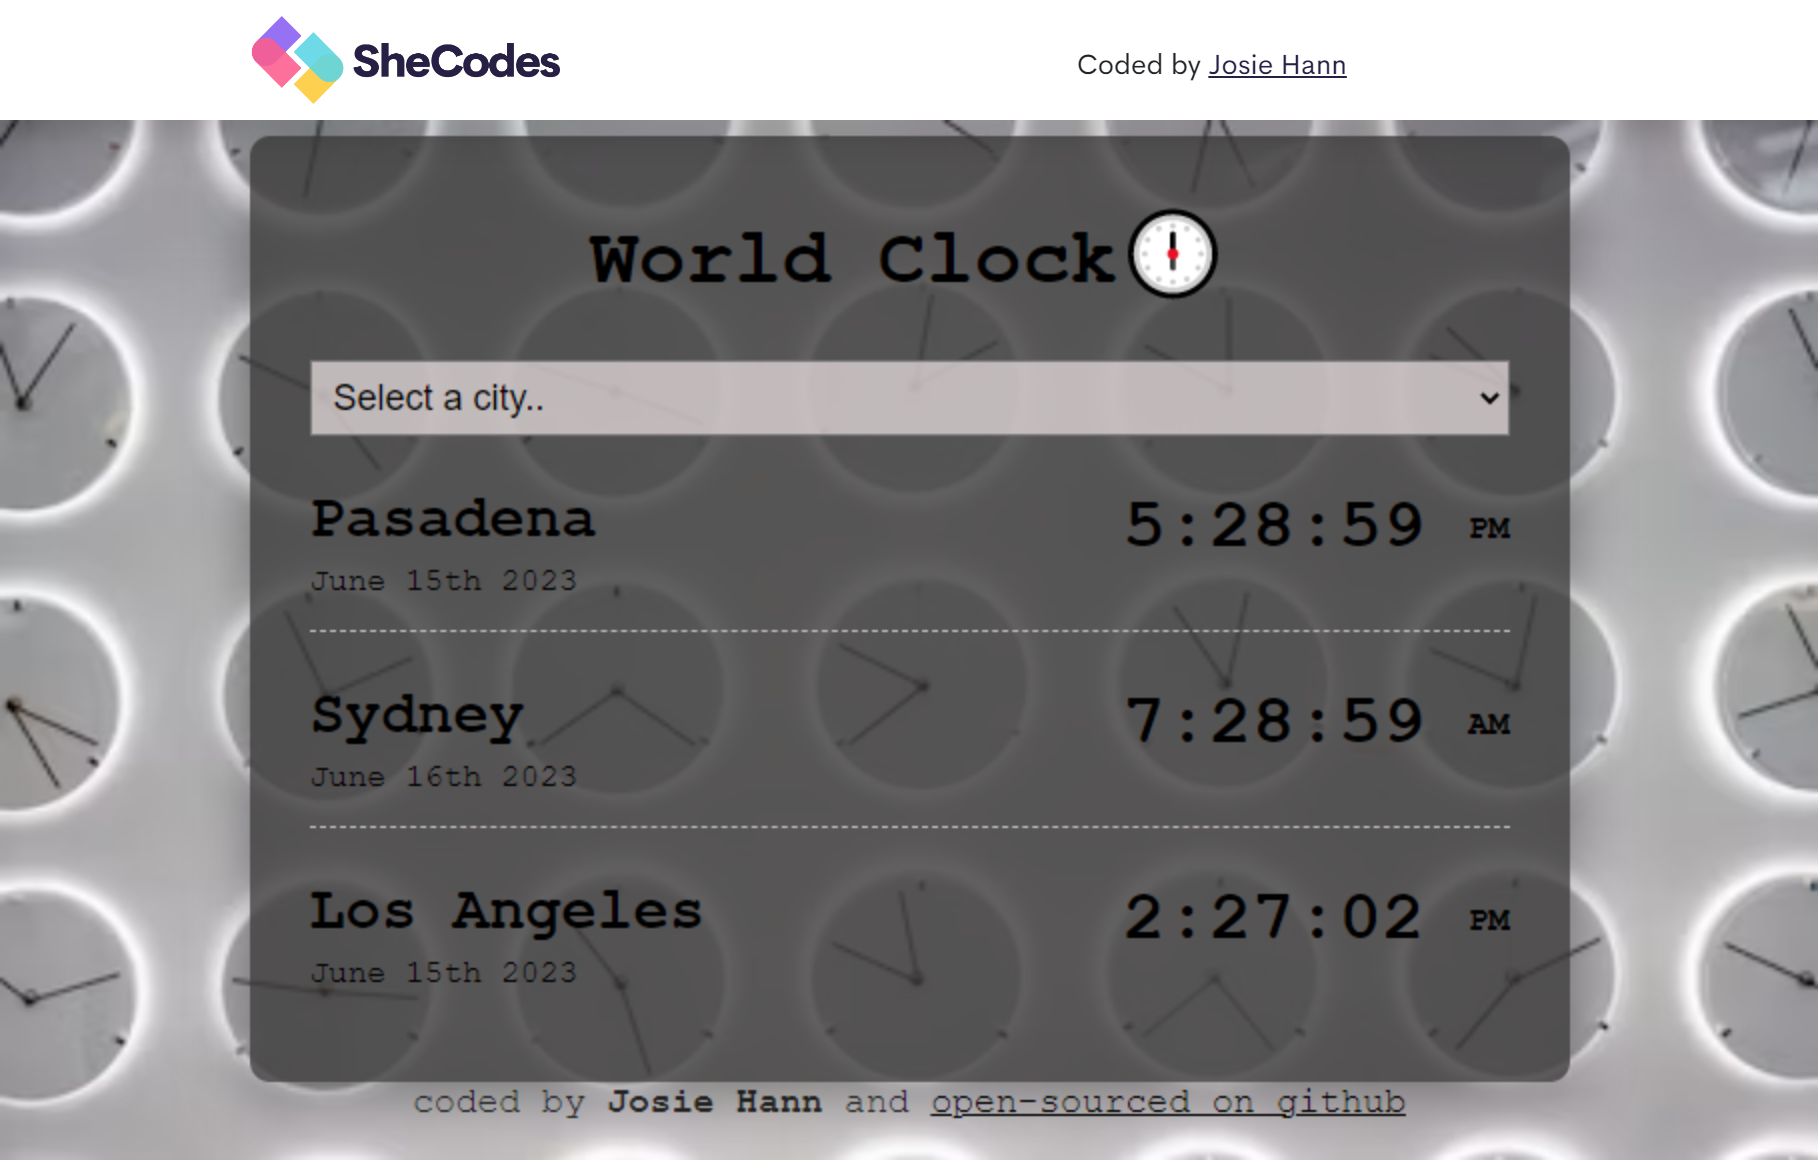 SheCodes
Coded by Josie Hann
World Clock
Select a city..
Pasadena 5:28:59 PM
June 15th 2023
Sydney 7:28:59 AM
June 16th 2023
Los Angeles 2:27:02 PM
June 15th 2023
coded by Josie Hann and open-sourced on github